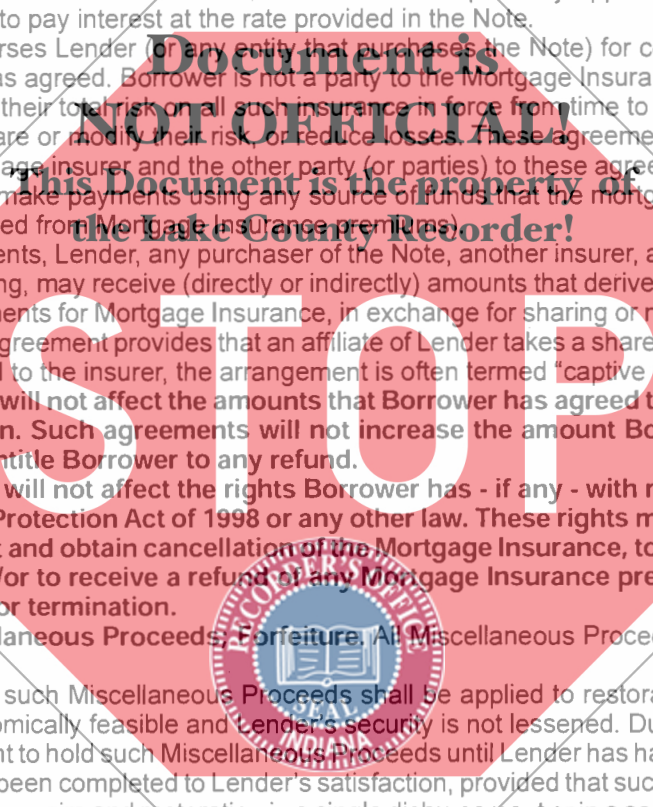 to pay interest at the rate provided in the Note.
rses Lender (or any entity that purchases the Note) for c
as agreed. Borrower is not a party to the Mortgage Insura
their total risk on all such insurance in force from time to
are or modify their risk, or reduce losses. These agreeme
age insurer and the other party (or parties) to these agree
make payments using any source of funds that the mortg
ed from Mortgage Insurance premiums).
ents, Lender, any purchaser of the Note, another insurer, a
ng, may receive (directly or indirectly) amounts that derive
ents for Mortgage Insurance, in exchange for sharing or m
greement provides that an affiliate of Lender takes a share
d to the insurer, the arrangement is often termed “captive
will not affect the amounts that Borrower has agreed t
n. Such agreements will not increase the amount Bo
ntitle Borrower to any refund.
will not affect the rights Borrower has - if any - with r
Protection Act of 1998 or any other law. These rights m
t and obtain cancellation of the Mortgage Insurance, to
/or to receive a refund of any Mortgage Insurance pre
or termination.
laneous Proceeds; Forfeiture. All Miscellaneous Procee
such Miscellaneous Proceeds shall be applied to restora
omically feasible and Lender's security is not lessened. Du
nt to hold such Miscellaneous Proceeds until Lender has ha
been completed to Lender's satisfaction, provided that suc
Document is
NOT OFFICIAL!
This Document is the property of
the Lake County Recorder!
STOP
RECORDER'S OFFICE
SEAL
INDIANA